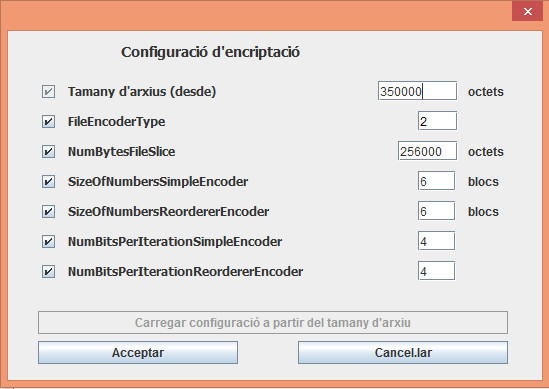 Configuració d'encriptació
Tamany d'arxius (desde) 350000 octets
FileEncoderType 2
NumBytesFileSlice 256000 octets
SizeOfNumbersSimpleEncoder 6 blocs
SizeOfNumbersReordererEncoder 6 blocs
NumBitsPerIterationSimpleEncoder 4
NumBitsPerIterationReordererEncoder 4
Carregar configuració a partir del tamany d'arxiu
Acceptar Cancel.lar